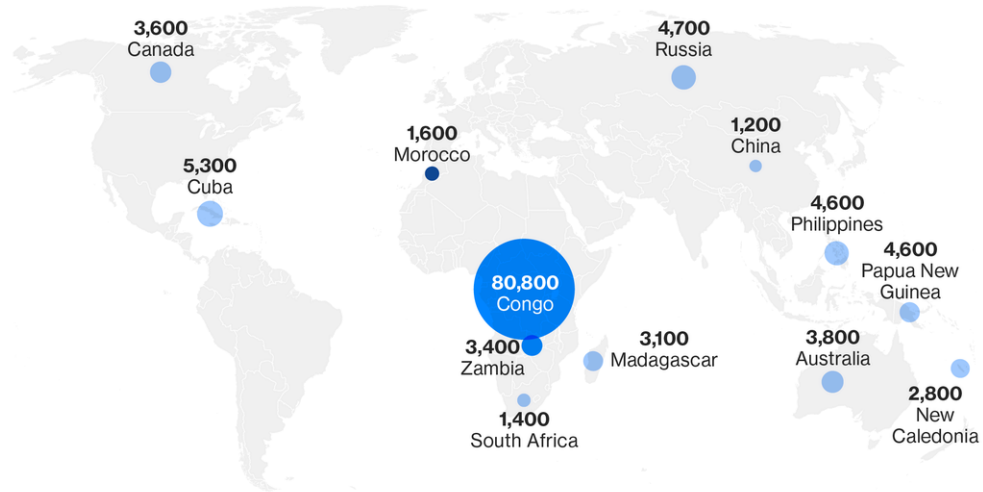 3,600
Canada
4,700
Russia
1,600
Morocco
1,200
China
5,300
Cuba
4,600
Philippines
4,600
Papua New
Guinea
80,800
Congo
3,400
Zambia
3,100
Madagascar
3,800
Australia
2,800
New
Caledonia
1,400
South Africa